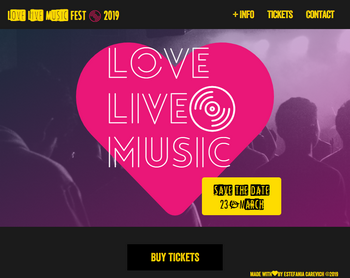 LOVE LIVE MUSIC FEST 2019
+ INFO TICKETS CONTACT
LOVE
LIVE
MUSIC
SAVE THE DATE
23 MARCH
BUY TICKETS
MADE WITH BY ESTEFANIA CAREVICH ©2019